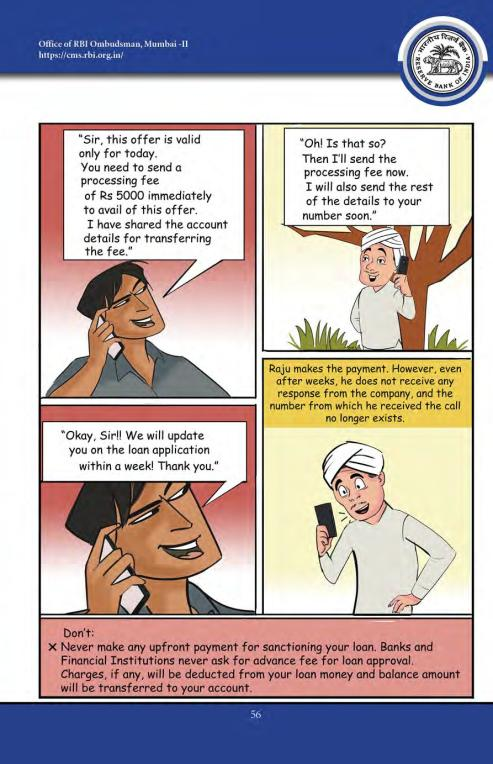 Office of RBI Ombudsman, Mumbai -II
https://cms.rbi.org.in/
भारतीय रिज़र्व बैंक
RESERVE BANK OF INDIA
"Sir, this offer is valid
only for today.
You need to send a
processing fee
of Rs 5000 immediately
to avail of this offer.
I have shared the account
details for transferring
the fee."
"Oh! Is that so?
Then I'll send the
processing fee now.
I will also send the rest
of the details to your
number soon."
"Okay, Sir!! We will update
you on the loan application
within a week! Thank you."
Raju makes the payment. However, even
after weeks, he does not receive any
response from the company, and the
number from which he received the call
no longer exists.
Don't:
X Never make any upfront payment for sanctioning your loan. Banks and
Financial Institutions never ask for advance fee for loan approval.
Charges, if any, will be deducted from your loan money and balance amount
will be transferred to your account.
56